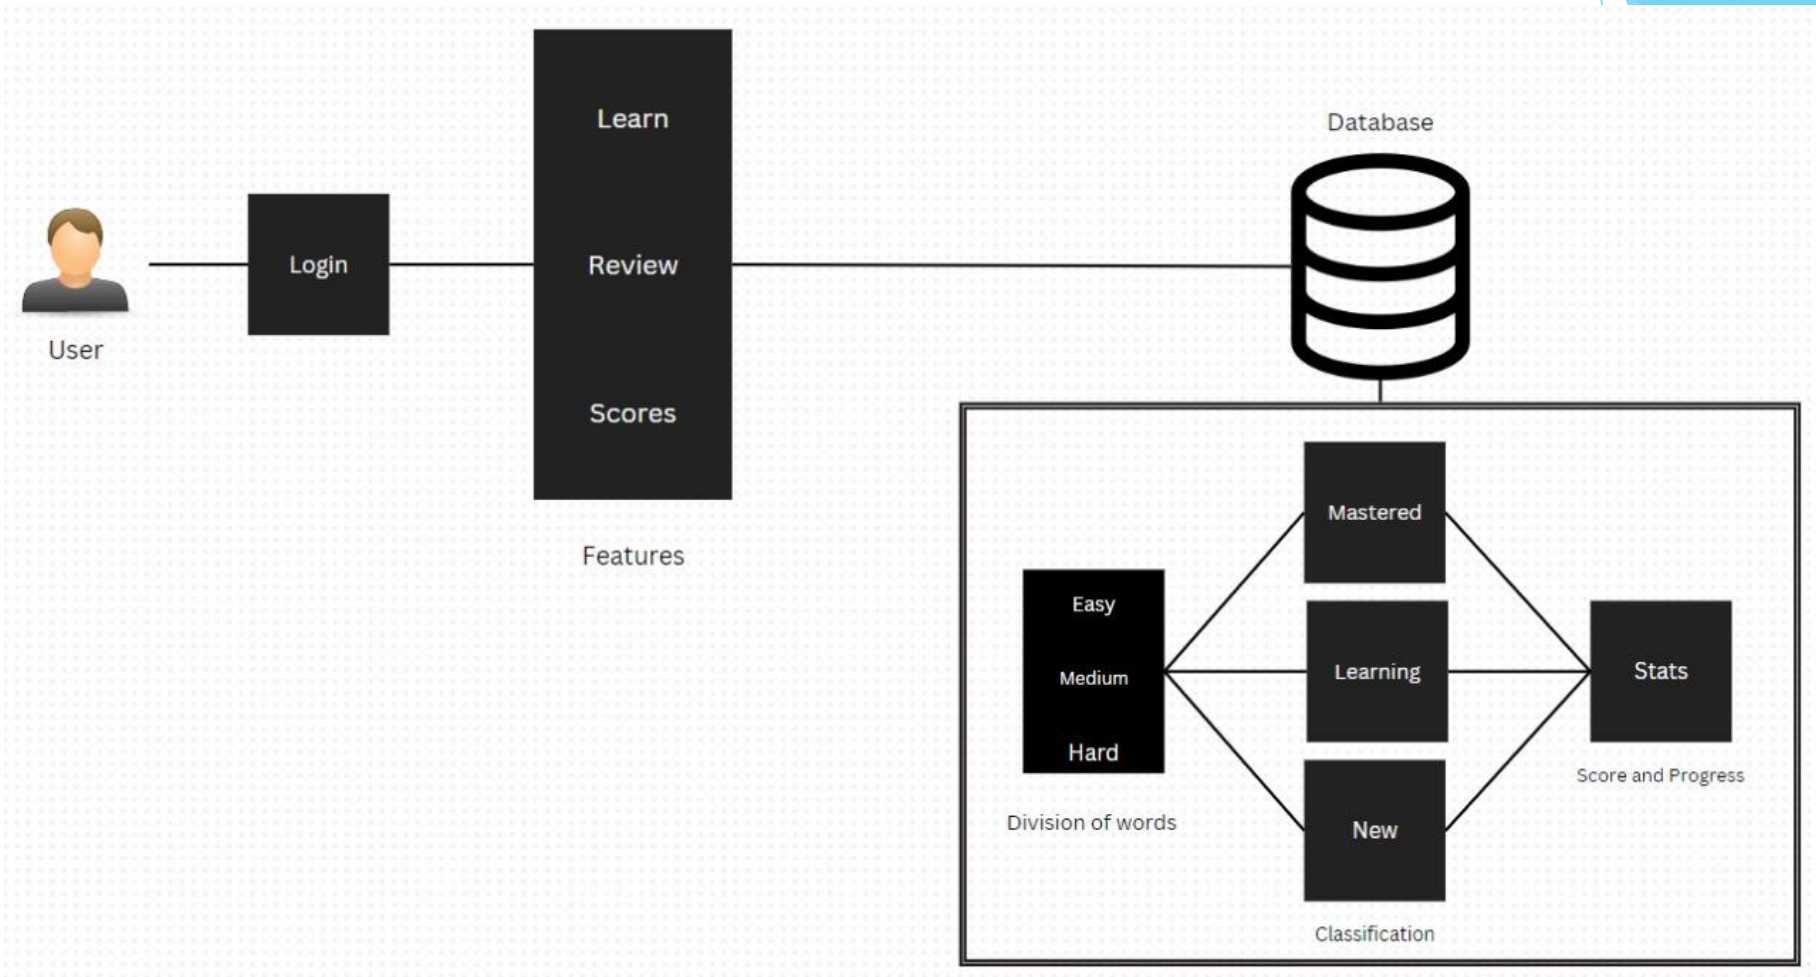 User
Login
Learn
Review
Scores
Features
Database
Easy
Medium
Hard
Division of words
Mastered
Learning
New
Classification
Stats
Score and Progress